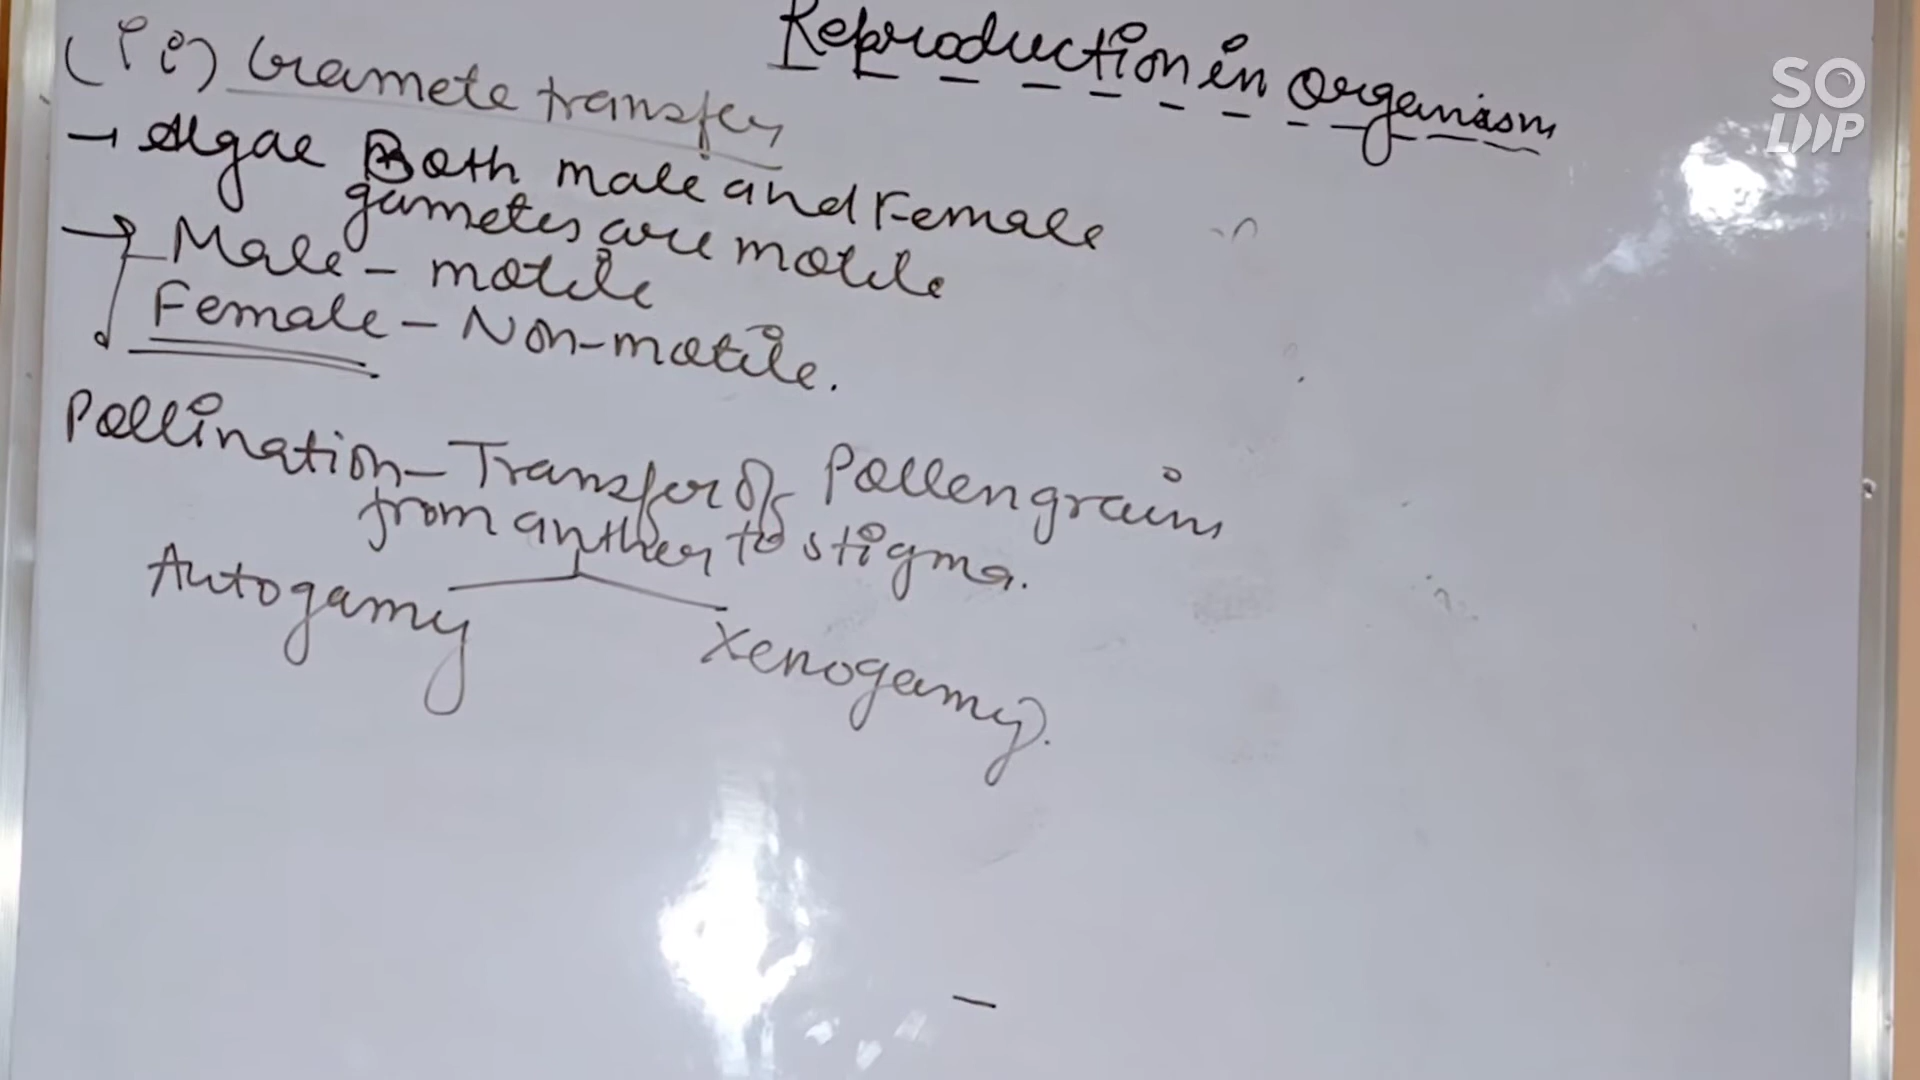 Reproduction in Organism
(ii) Gamete transfer
→ Algae Both male and Female
gametes are motile
→ Male - motile
Female - Non-motile.
Pollination - Transfer of Pollengrains
from anther to stigma.
Autogamy
Xenogamy.
SO
LOOP